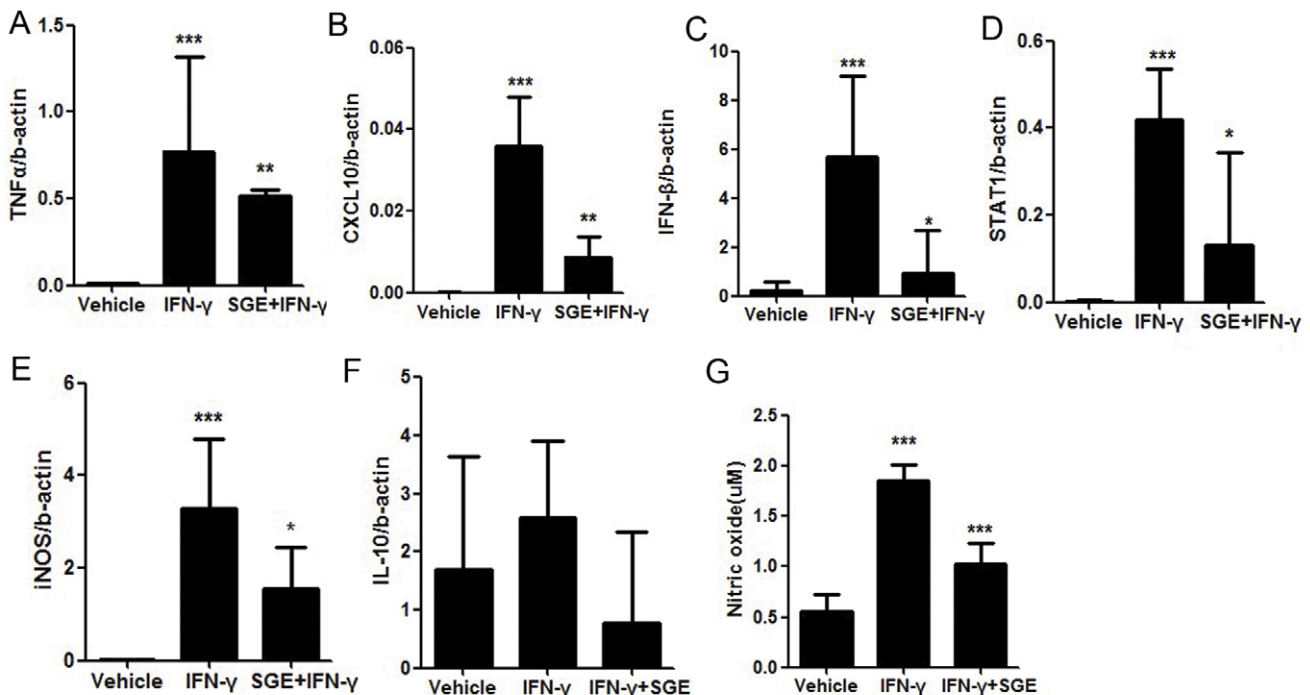 A
TNFα/b-actin
1.5
1.0
0.5
0.0
***
**
Vehicle IFN-γ SGE+IFN-γ
B
CXCL10/b-actin
0.06
0.04
0.02
0.00
***
**
Vehicle IFN-γ SGE+IFN-γ
C
IFN-β/b-actin
10
8
6
4
2
0
***
*
Vehicle IFN-γ SGE+IFN-γ
D
STAT1/b-actin
0.6
0.4
0.2
0.0
***
*
Vehicle IFN-γ SGE+IFN-γ
E
iNOS/b-actin
6
4
2
0
***
*
Vehicle IFN-γ SGE+IFN-γ
F
IL-10/b-actin
5
4
3
2
1
0
Vehicle IFN-γ IFN-γ+SGE
G
Nitric oxide(uM)
2.5
2.0
1.5
1.0
0.5
0.0
***
***
Vehicle IFN-γ IFN-γ+SGE